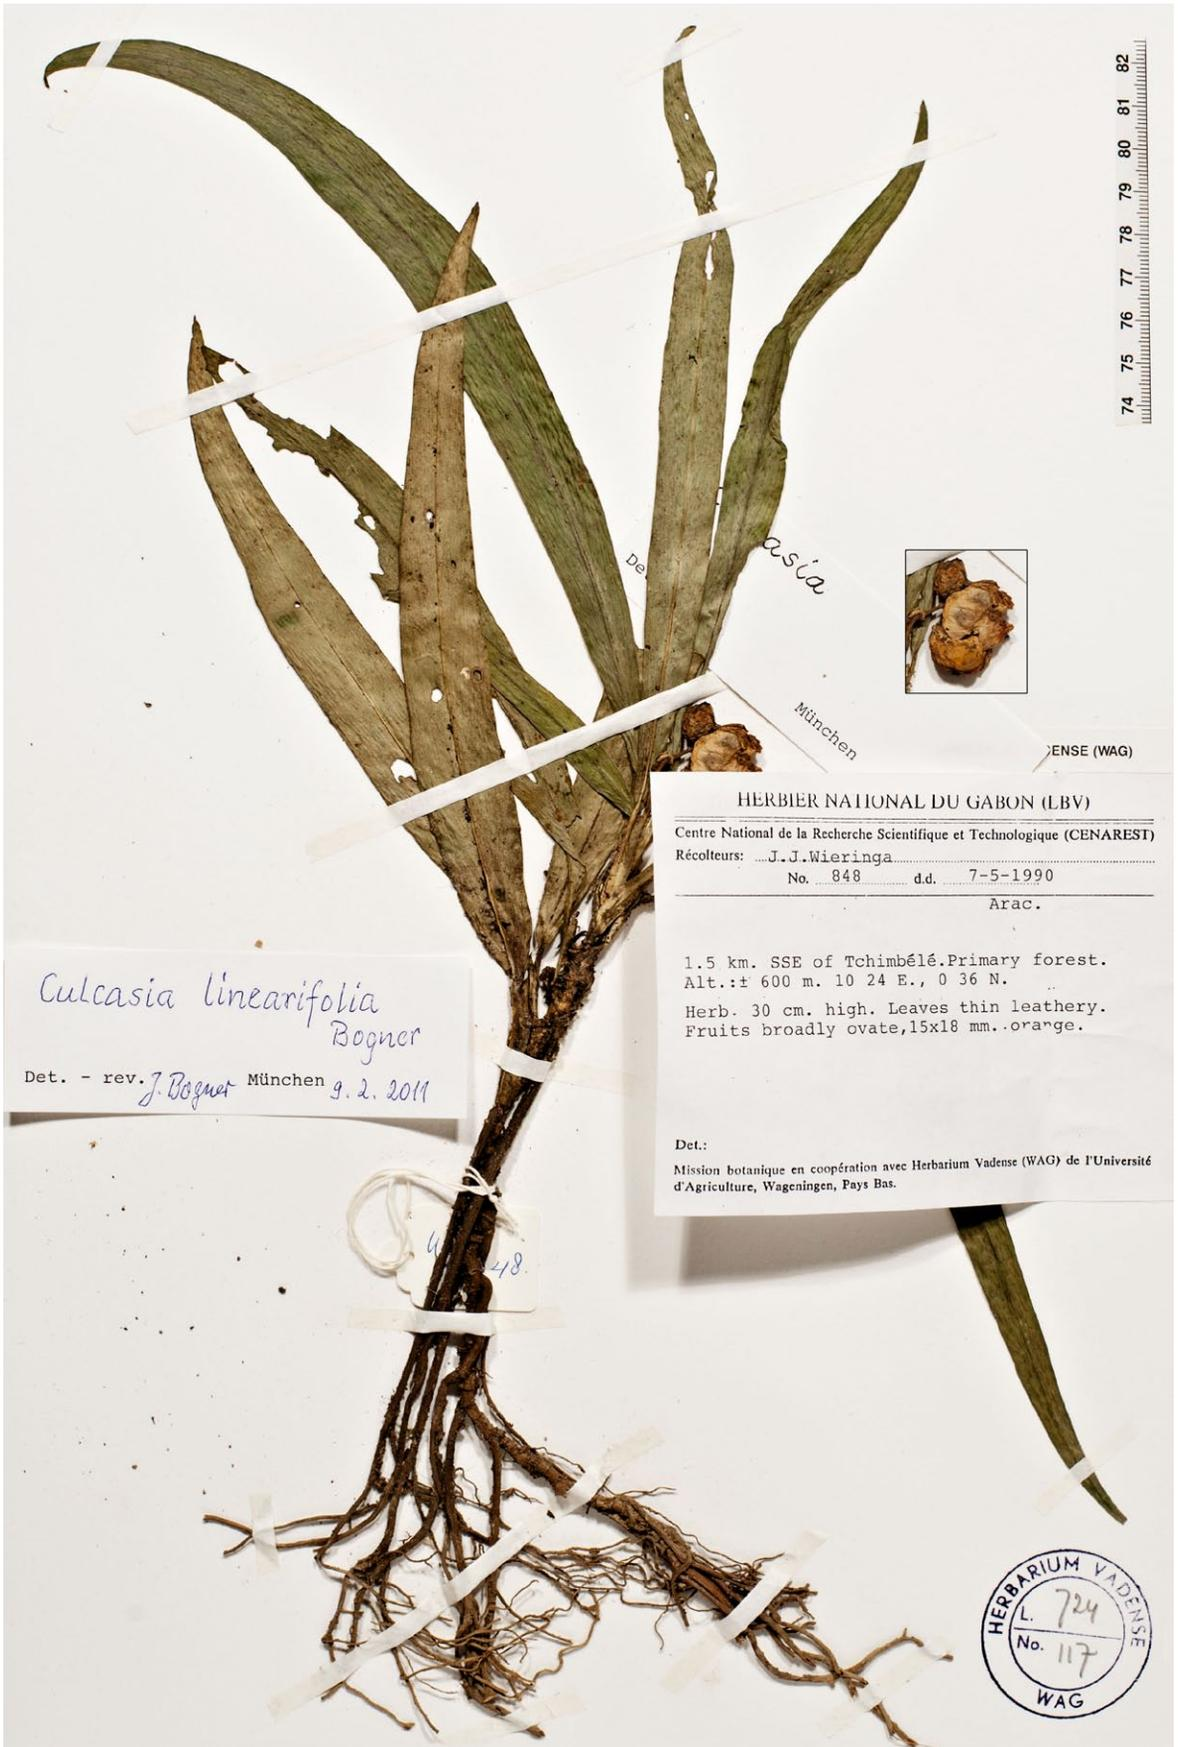 82
81
80
79
78
77
76
75
74
De
asia
München
ENSE (WAG)
HERBIER NATIONAL DU GABON (LBV)
Centre National de la Recherche Scientifique et Technologique (CENAREST)
Récolteurs: J.J.Wieringa
No. 848 d.d. 7-5-1990
Arac.
1.5 km. SSE of Tchimbélé.Primary forest.
Alt.:± 600 m. 10 24 E., 0 36 N.
Herb. 30 cm. high. Leaves thin leathery.
Fruits broadly ovate,15x18 mm. orange.
Det.:
Mission botanique en coopération avec Herbarium Vadense (WAG) de l'Université
d'Agriculture, Wageningen, Pays Bas.
Culcasia linearifolia
Bogner
Det. - rev. J. Bogner München 9.2.2011
48.
HERBARIUM VADENSE
L. 724
No. 117
WAG